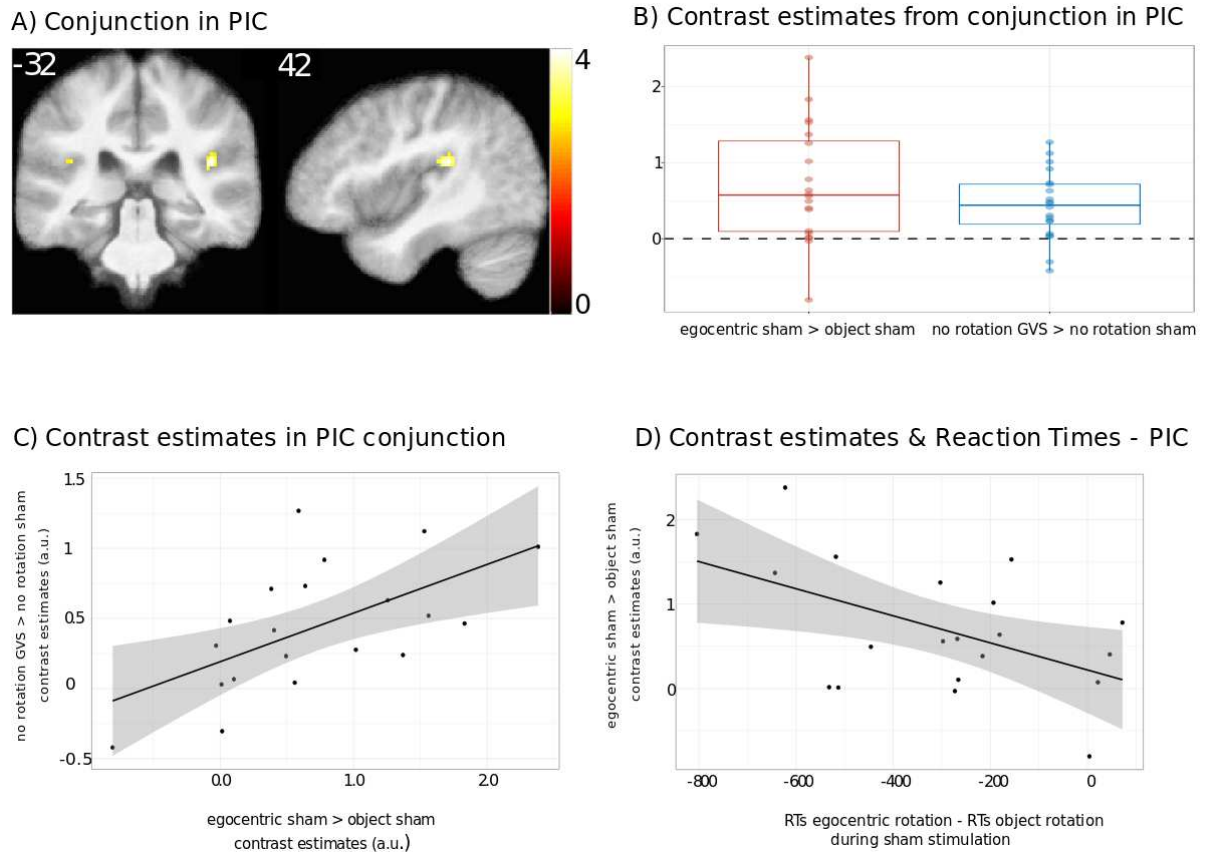 A) Conjunction in PIC
-32
42
4
0
B) Contrast estimates from conjunction in PIC
2
1
0
egocentric sham > object sham
no rotation GVS > no rotation sham
C) Contrast estimates in PIC conjunction
no rotation GVS > no rotation sham
contrast estimates (a.u.)
1.5
1
0.5
0
-0.5
0.0
1.0
2.0
egocentric sham > object sham
contrast estimates (a.u.)
D) Contrast estimates & Reaction Times - PIC
egocentric sham > object sham
contrast estimates (a.u.)
2
1
0
-800
-600
-400
-200
0
RTs egocentric rotation - RTs object rotation
during sham stimulation